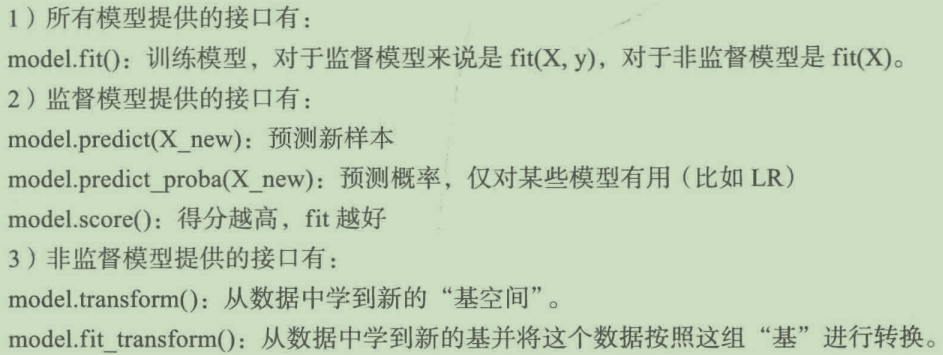 1）所有模型提供的接口有：
model.fit()：训练模型，对于监督模型来说是 fit(X, y)，对于非监督模型是 fit(X)。
2）监督模型提供的接口有：
model.predict(X_new)：预测新样本
model.predict_proba(X_new)：预测概率，仅对某些模型有用（比如 LR）
model.score()：得分越高，fit 越好
3）非监督模型提供的接口有：
model.transform()：从数据中学到新的“基空间”。
model.fit_transform()：从数据中学到新的基并将这个数据按照这组“基”进行转换。